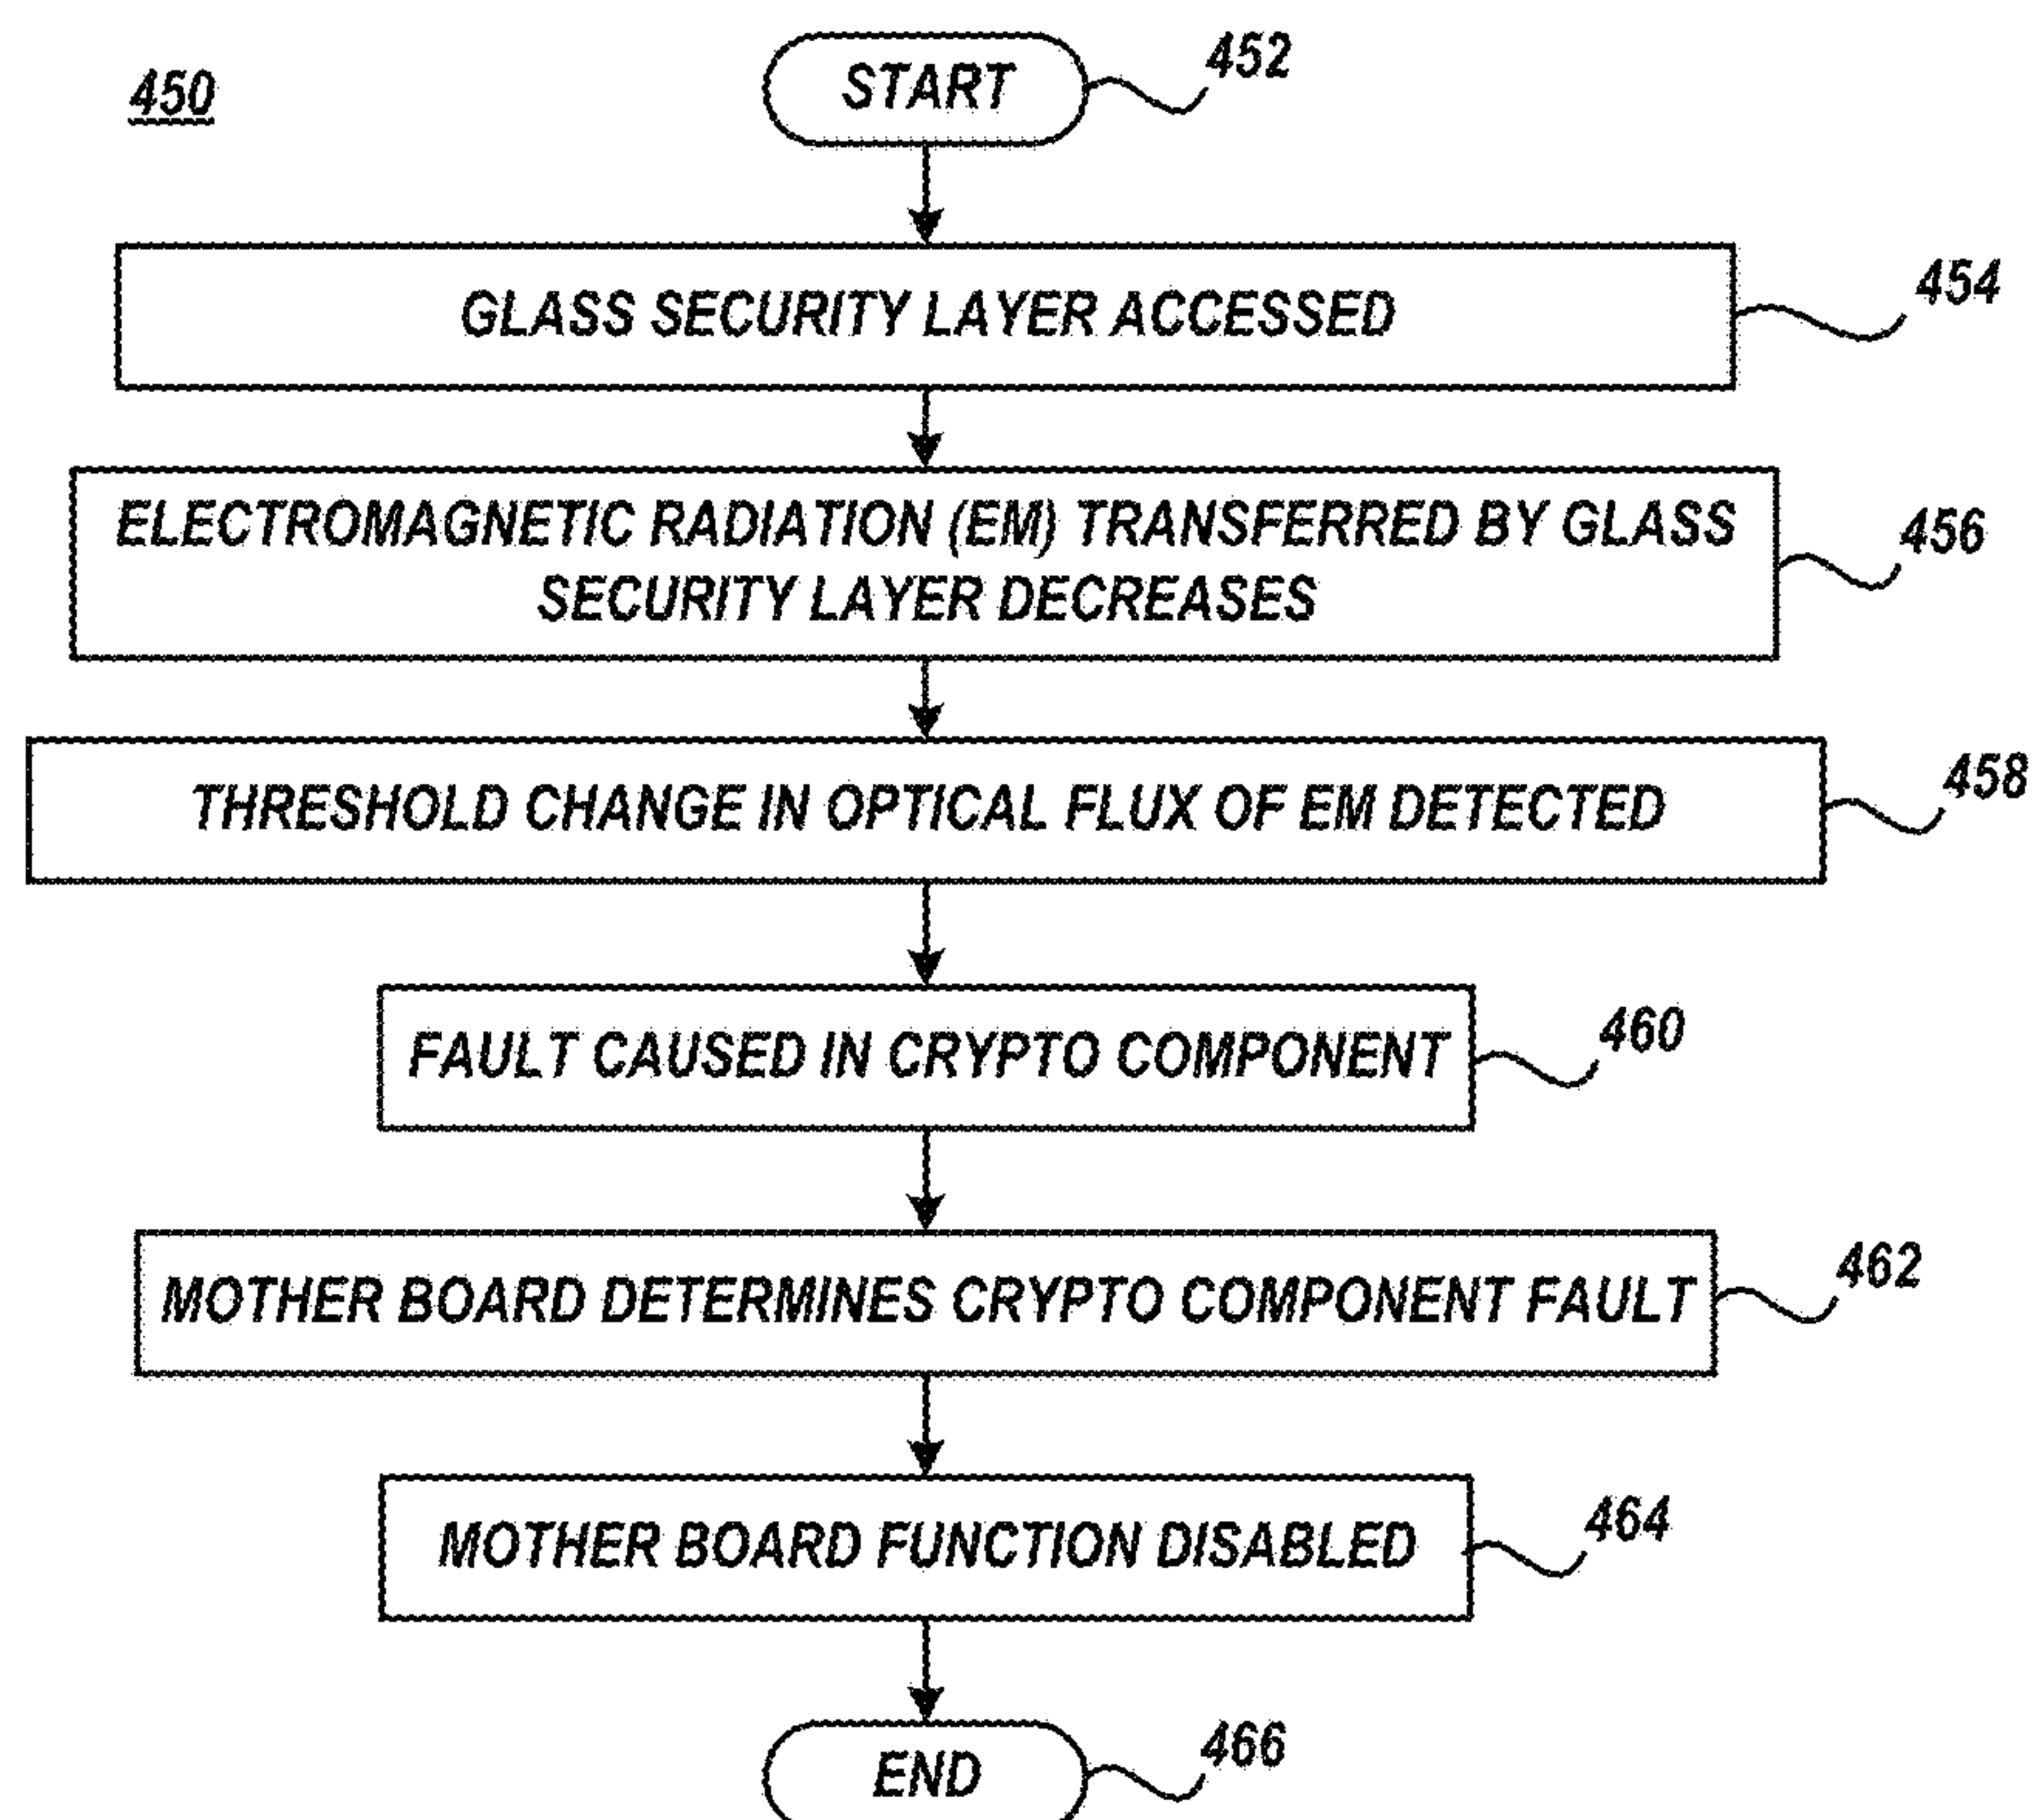 450
START
452
GLASS SECURITY LAYER ACCESSED
454
ELECTROMAGNETIC RADIATION (EM) TRANSFERRED BY GLASS
SECURITY LAYER DECREASES
456
THRESHOLD CHANGE IN OPTICAL FLUX OF EM DETECTED
458
FAULT CAUSED IN CRYPTO COMPONENT
460
MOTHER BOARD DETERMINES CRYPTO COMPONENT FAULT
462
MOTHER BOARD FUNCTION DISABLED
464
END
466